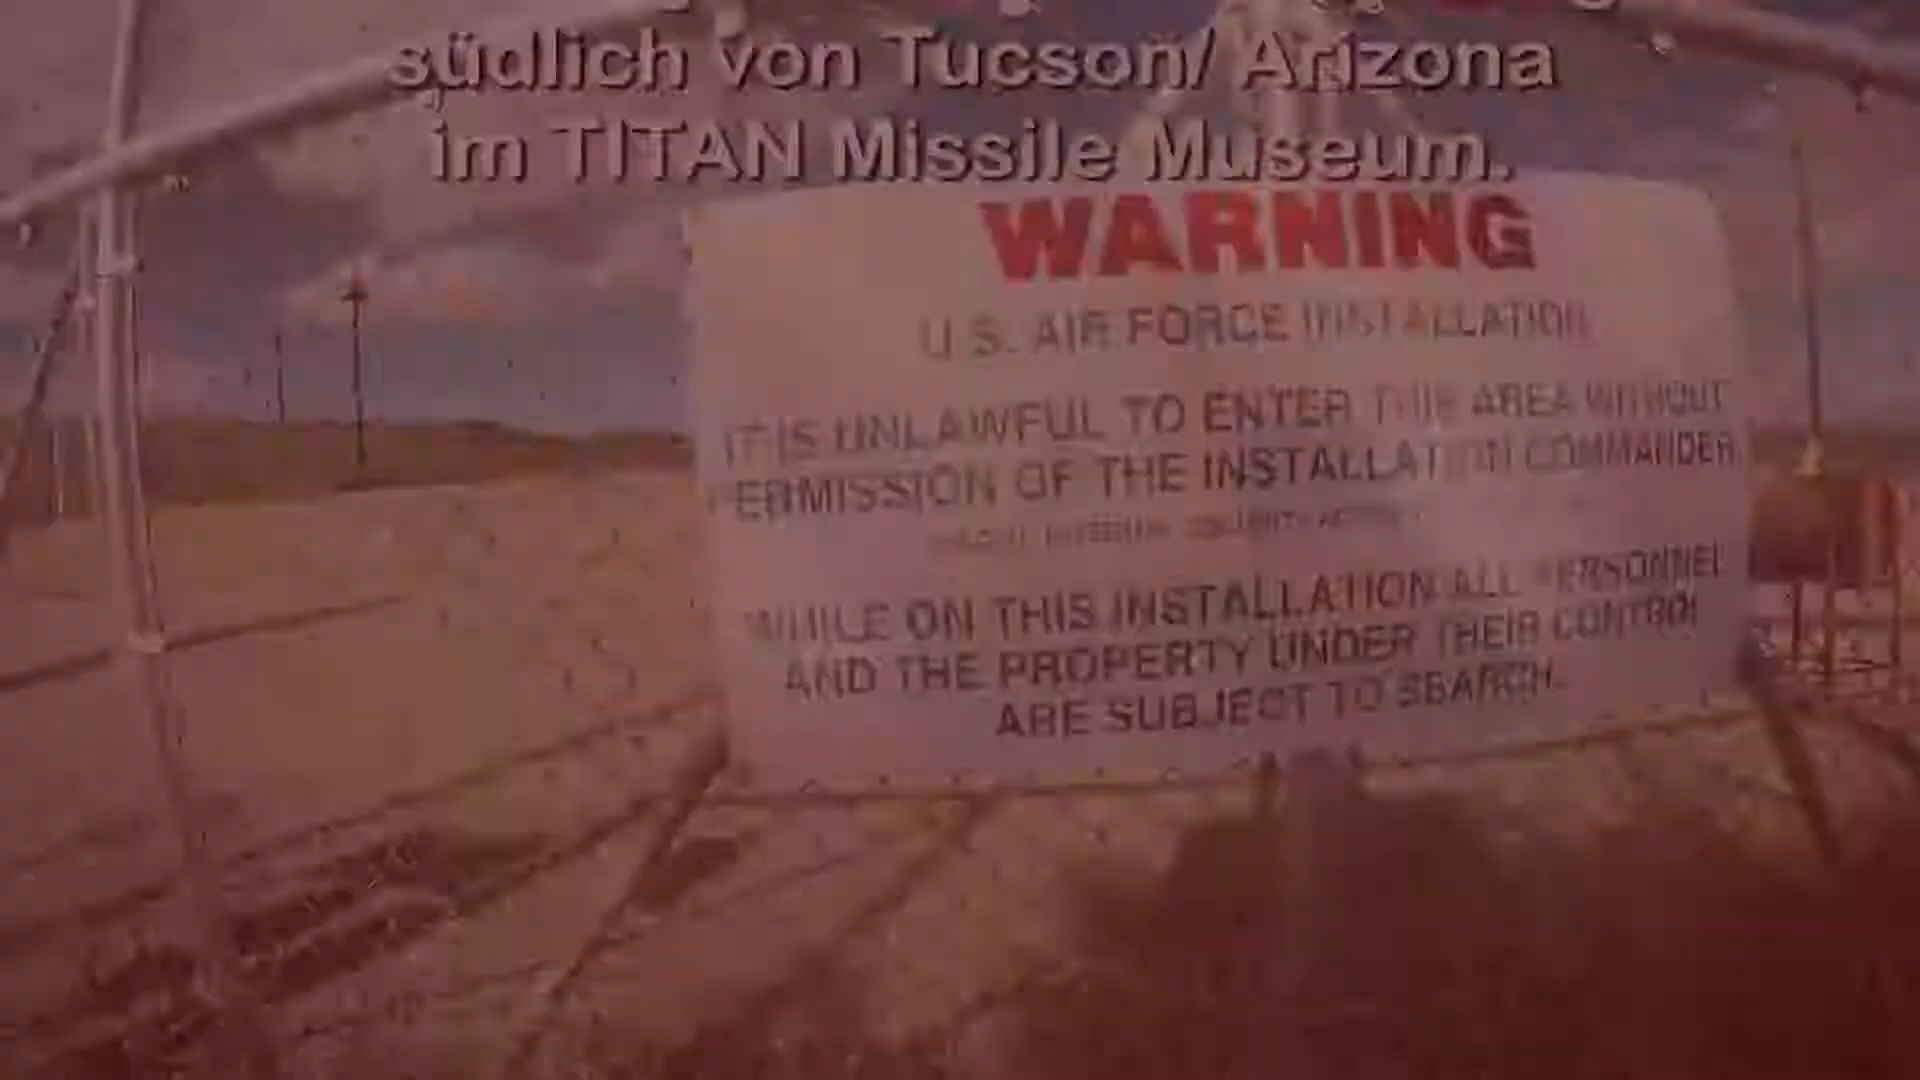 südlich von Tucson/ Arizona
im TITAN Missile Museum.
WARNING
U.S. AIR FORCE INSTALLATION
IT IS UNLAWFUL TO ENTER THIS AREA WITHOUT
PERMISSION OF THE INSTALLATION COMMANDER
WHILE ON THIS INSTALLATION ALL PERSONNEL
AND THE PROPERTY UNDER THEIR CONTROL
ARE SUBJECT TO SEARCH.